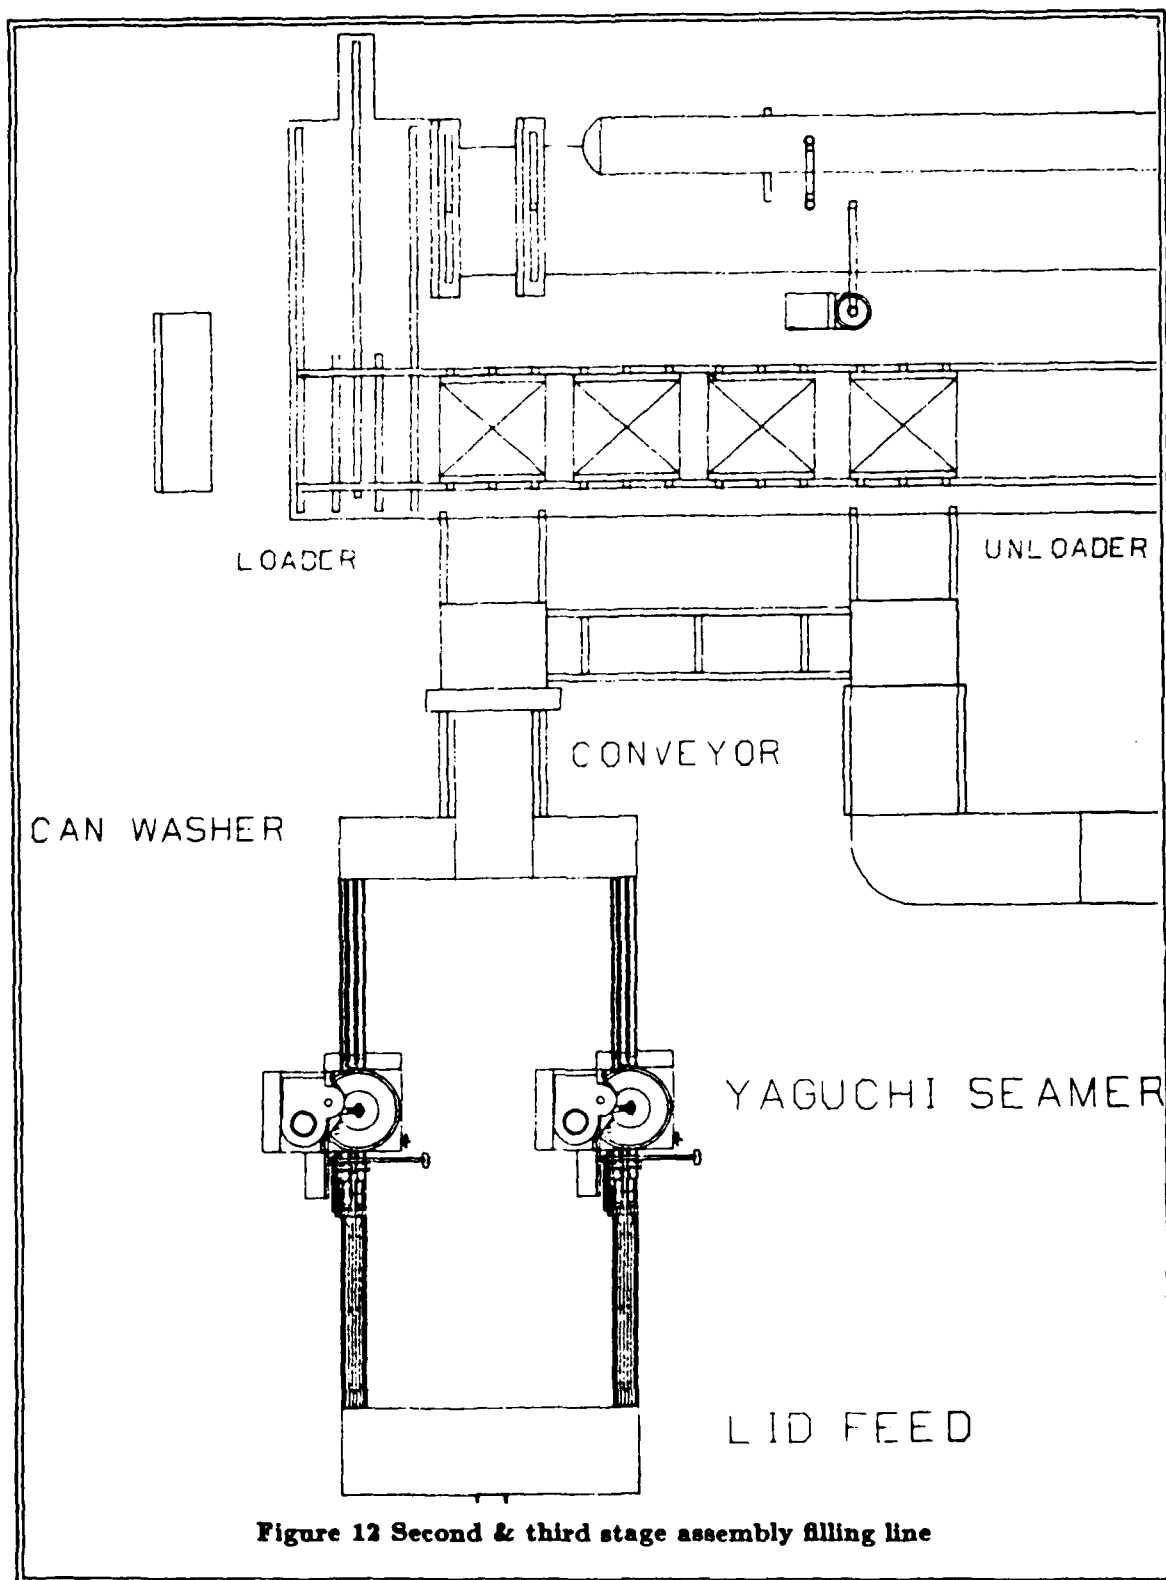 LOADER
UNLOADER
CONVEYOR
CAN WASHER
YAGUCHI SEAMER
LID FEED
Figure 12 Second & third stage assembly filling line